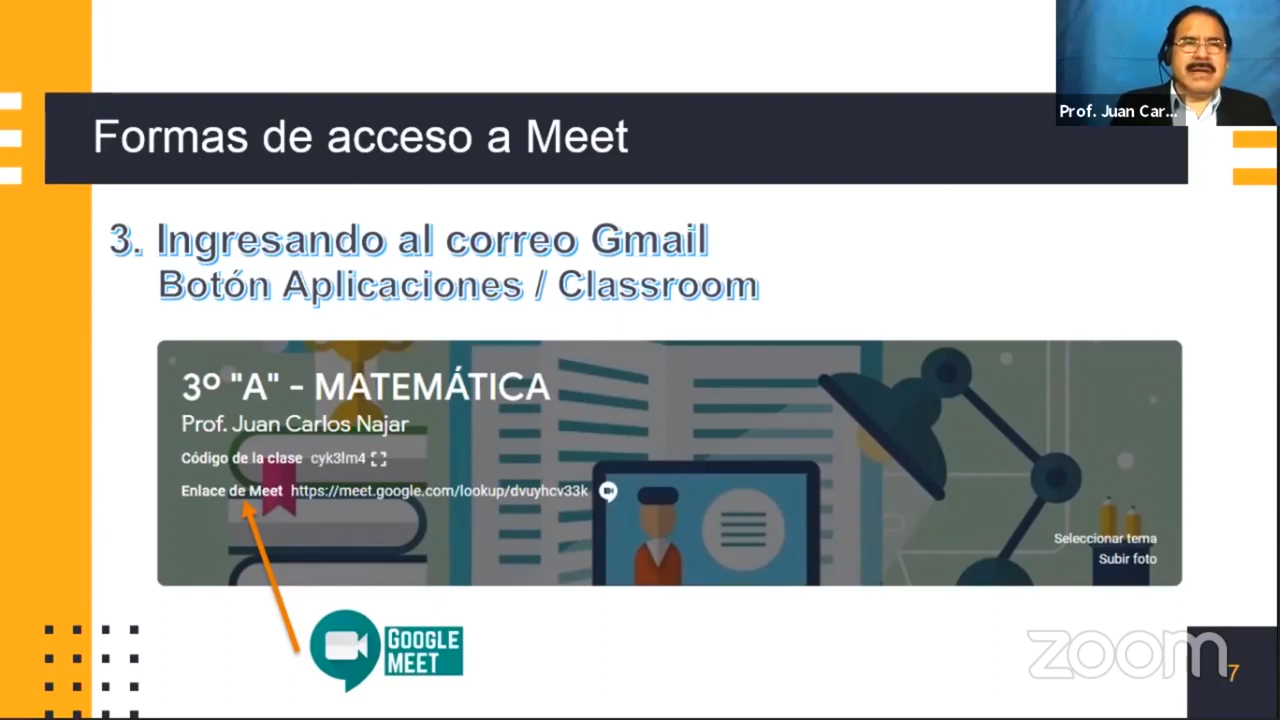 Prof. Juan Car...
Formas de acceso a Meet
3. Ingresando al correo Gmail
Botón Aplicaciones / Classroom
3º "A" - MATEMÁTICA
Prof. Juan Carlos Najar
Código de la clase cyk3lm4
Enlace de Meet https://meet.google.com/lookup/dvuyhcv33k
Seleccionar tema
Subir foto
GOOGLE
MEET
zoom
7